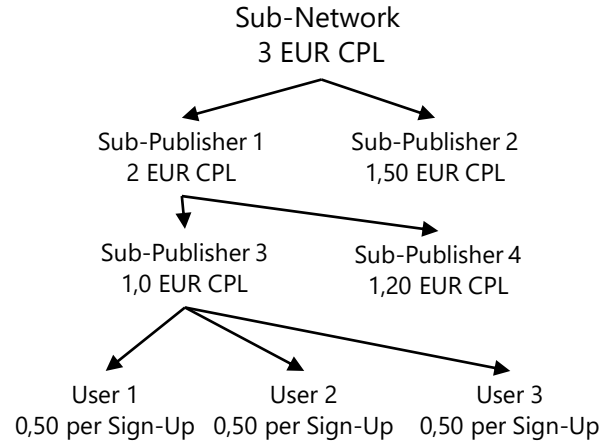 Sub-Network
3 EUR CPL
Sub-Publisher 1
2 EUR CPL
Sub-Publisher 2
1,50 EUR CPL
Sub-Publisher 3
1,0 EUR CPL
Sub-Publisher 4
1,20 EUR CPL
User 1
0,50 per Sign-Up
User 2
0,50 per Sign-Up
User 3
0,50 per Sign-Up